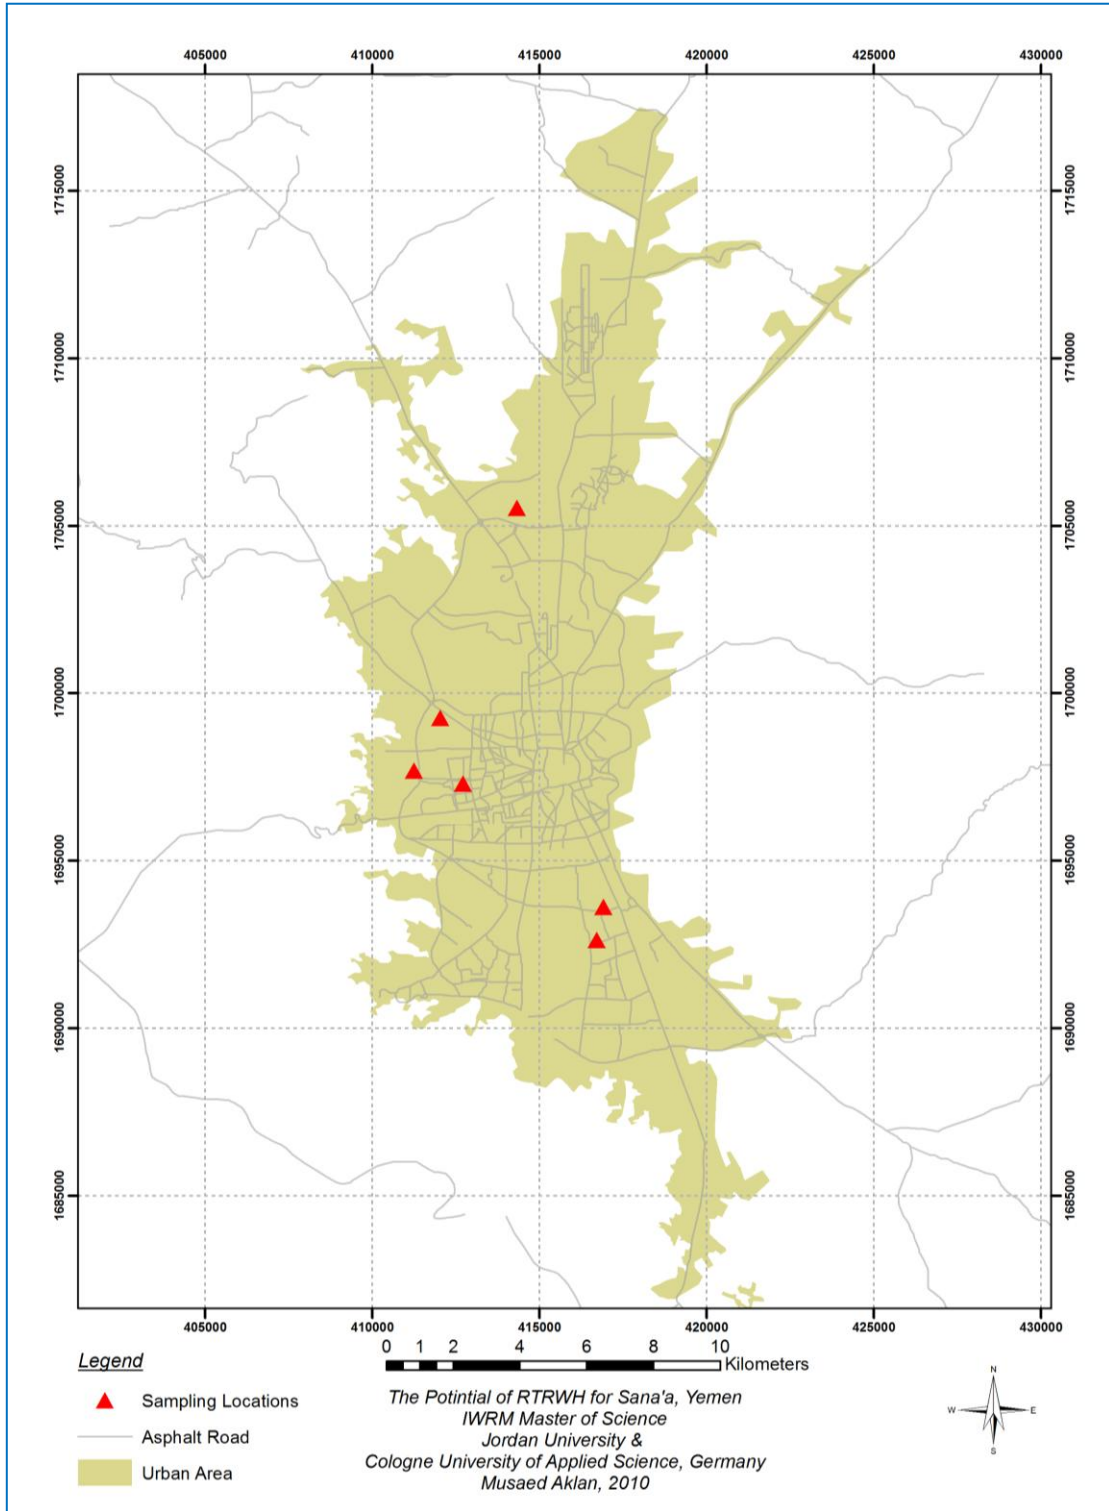 405000 410000 415000 420000 425000 430000
1715000 1715000
1710000 1710000
1705000 1705000
1700000 1700000
1695000 1695000
1690000 1690000
1685000 1685000
405000 410000 415000 420000 425000 430000
Legend
Sampling Locations
Asphalt Road
Urban Area
0 1 2 4 6 8 10
Kilometers
The Potintial of RTRWH for Sana'a, Yemen
IWRM Master of Science
Jordan University &
Cologne University of Applied Science, Germany
Musaed Aklan, 2010
N
W E
S